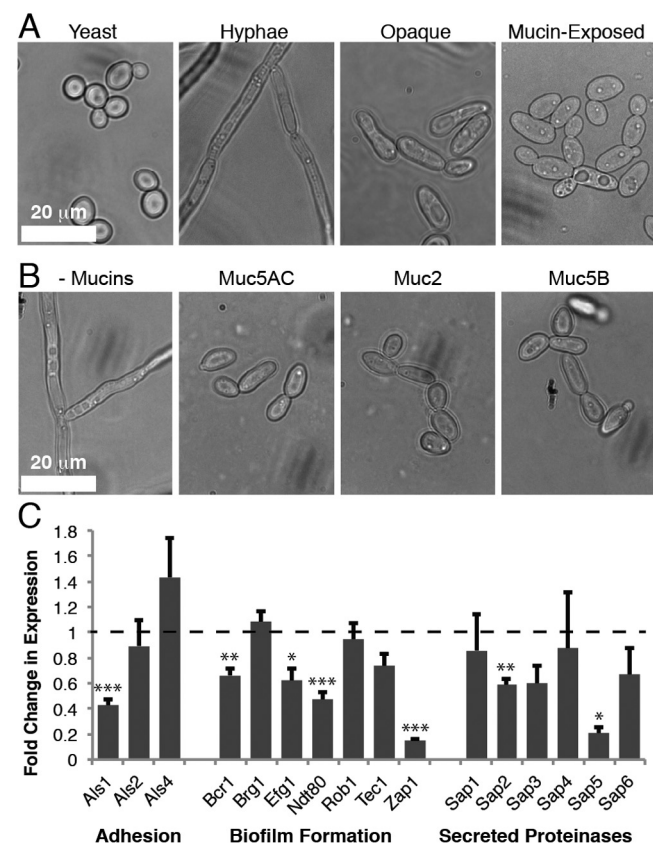 A
Yeast
Hyphae
Opaque
Mucin-Exposed
20 μm
B
- Mucins
Muc5AC
Muc2
Muc5B
20 μm
C
Fold Change in Expression
1.8
1.6
1.4
1.2
1
0.8
0.6
0.4
0.2
0
***
**
*
***
***
**
*
Als1
Als2
Als4
Bcr1
Brg1
Efg1
Ndt80
Rob1
Tec1
Zap1
Sap1
Sap2
Sap3
Sap4
Sap5
Sap6
Adhesion
Biofilm Formation
Secreted Proteinases